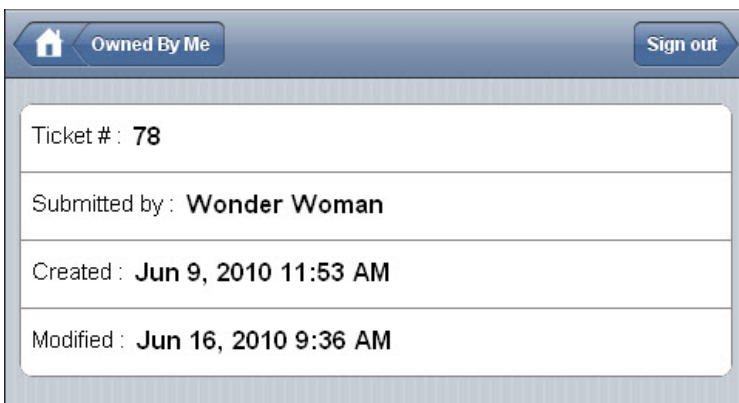 Owned By Me
Sign out
Ticket # : 78
Submitted by : Wonder Woman
Created : Jun 9, 2010 11:53 AM
Modified : Jun 16, 2010 9:36 AM